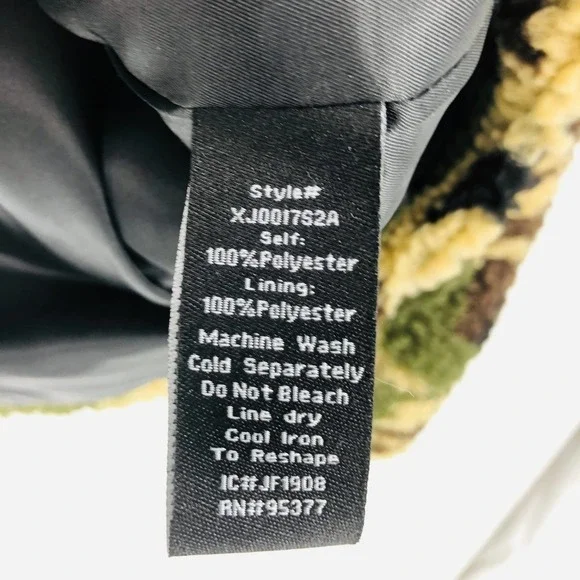 Style#
XJ0017S2A
Self:
100%Polyester
Lining:
100%Polyester
Machine Wash
Cold Separately
Do Not Bleach
Line dry
Cool Iron
To Reshape
IC#JF1908
RN#95377